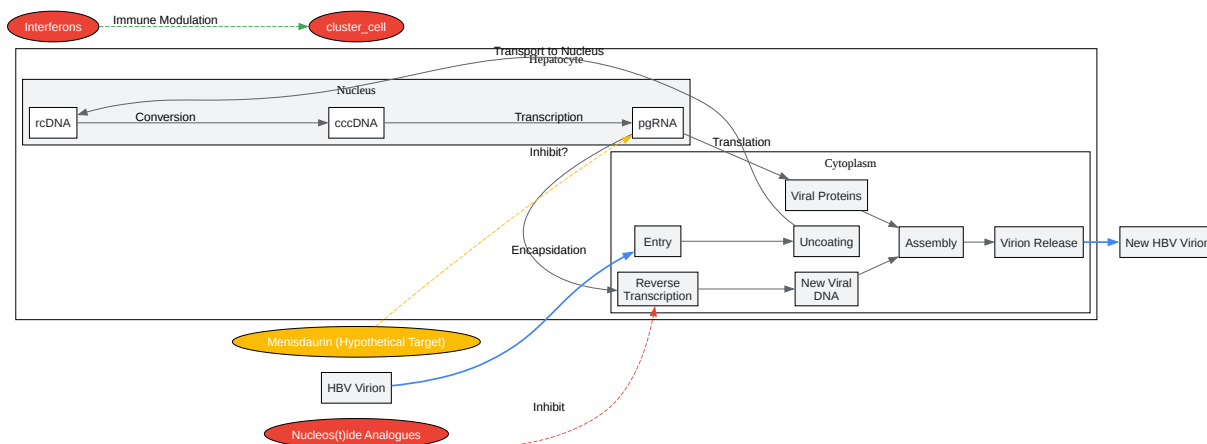 Interferons
Immune Modulation
cluster_cell
Transport to Nucleus
Hepatocyte
Nucleus
rcDNA
Conversion
cccDNA
Transcription
pgRNA
Translation
Inhibit?
Cytoplasm
Viral Proteins
Encapsidation
Entry
Uncoating
Assembly
Virion Release
New HBV Virion
Reverse
Transcription
New Viral
DNA
Menisdaurin (Hypothetical Target)
HBV Virion
Inhibit
Nucleos(t)ide Analogues